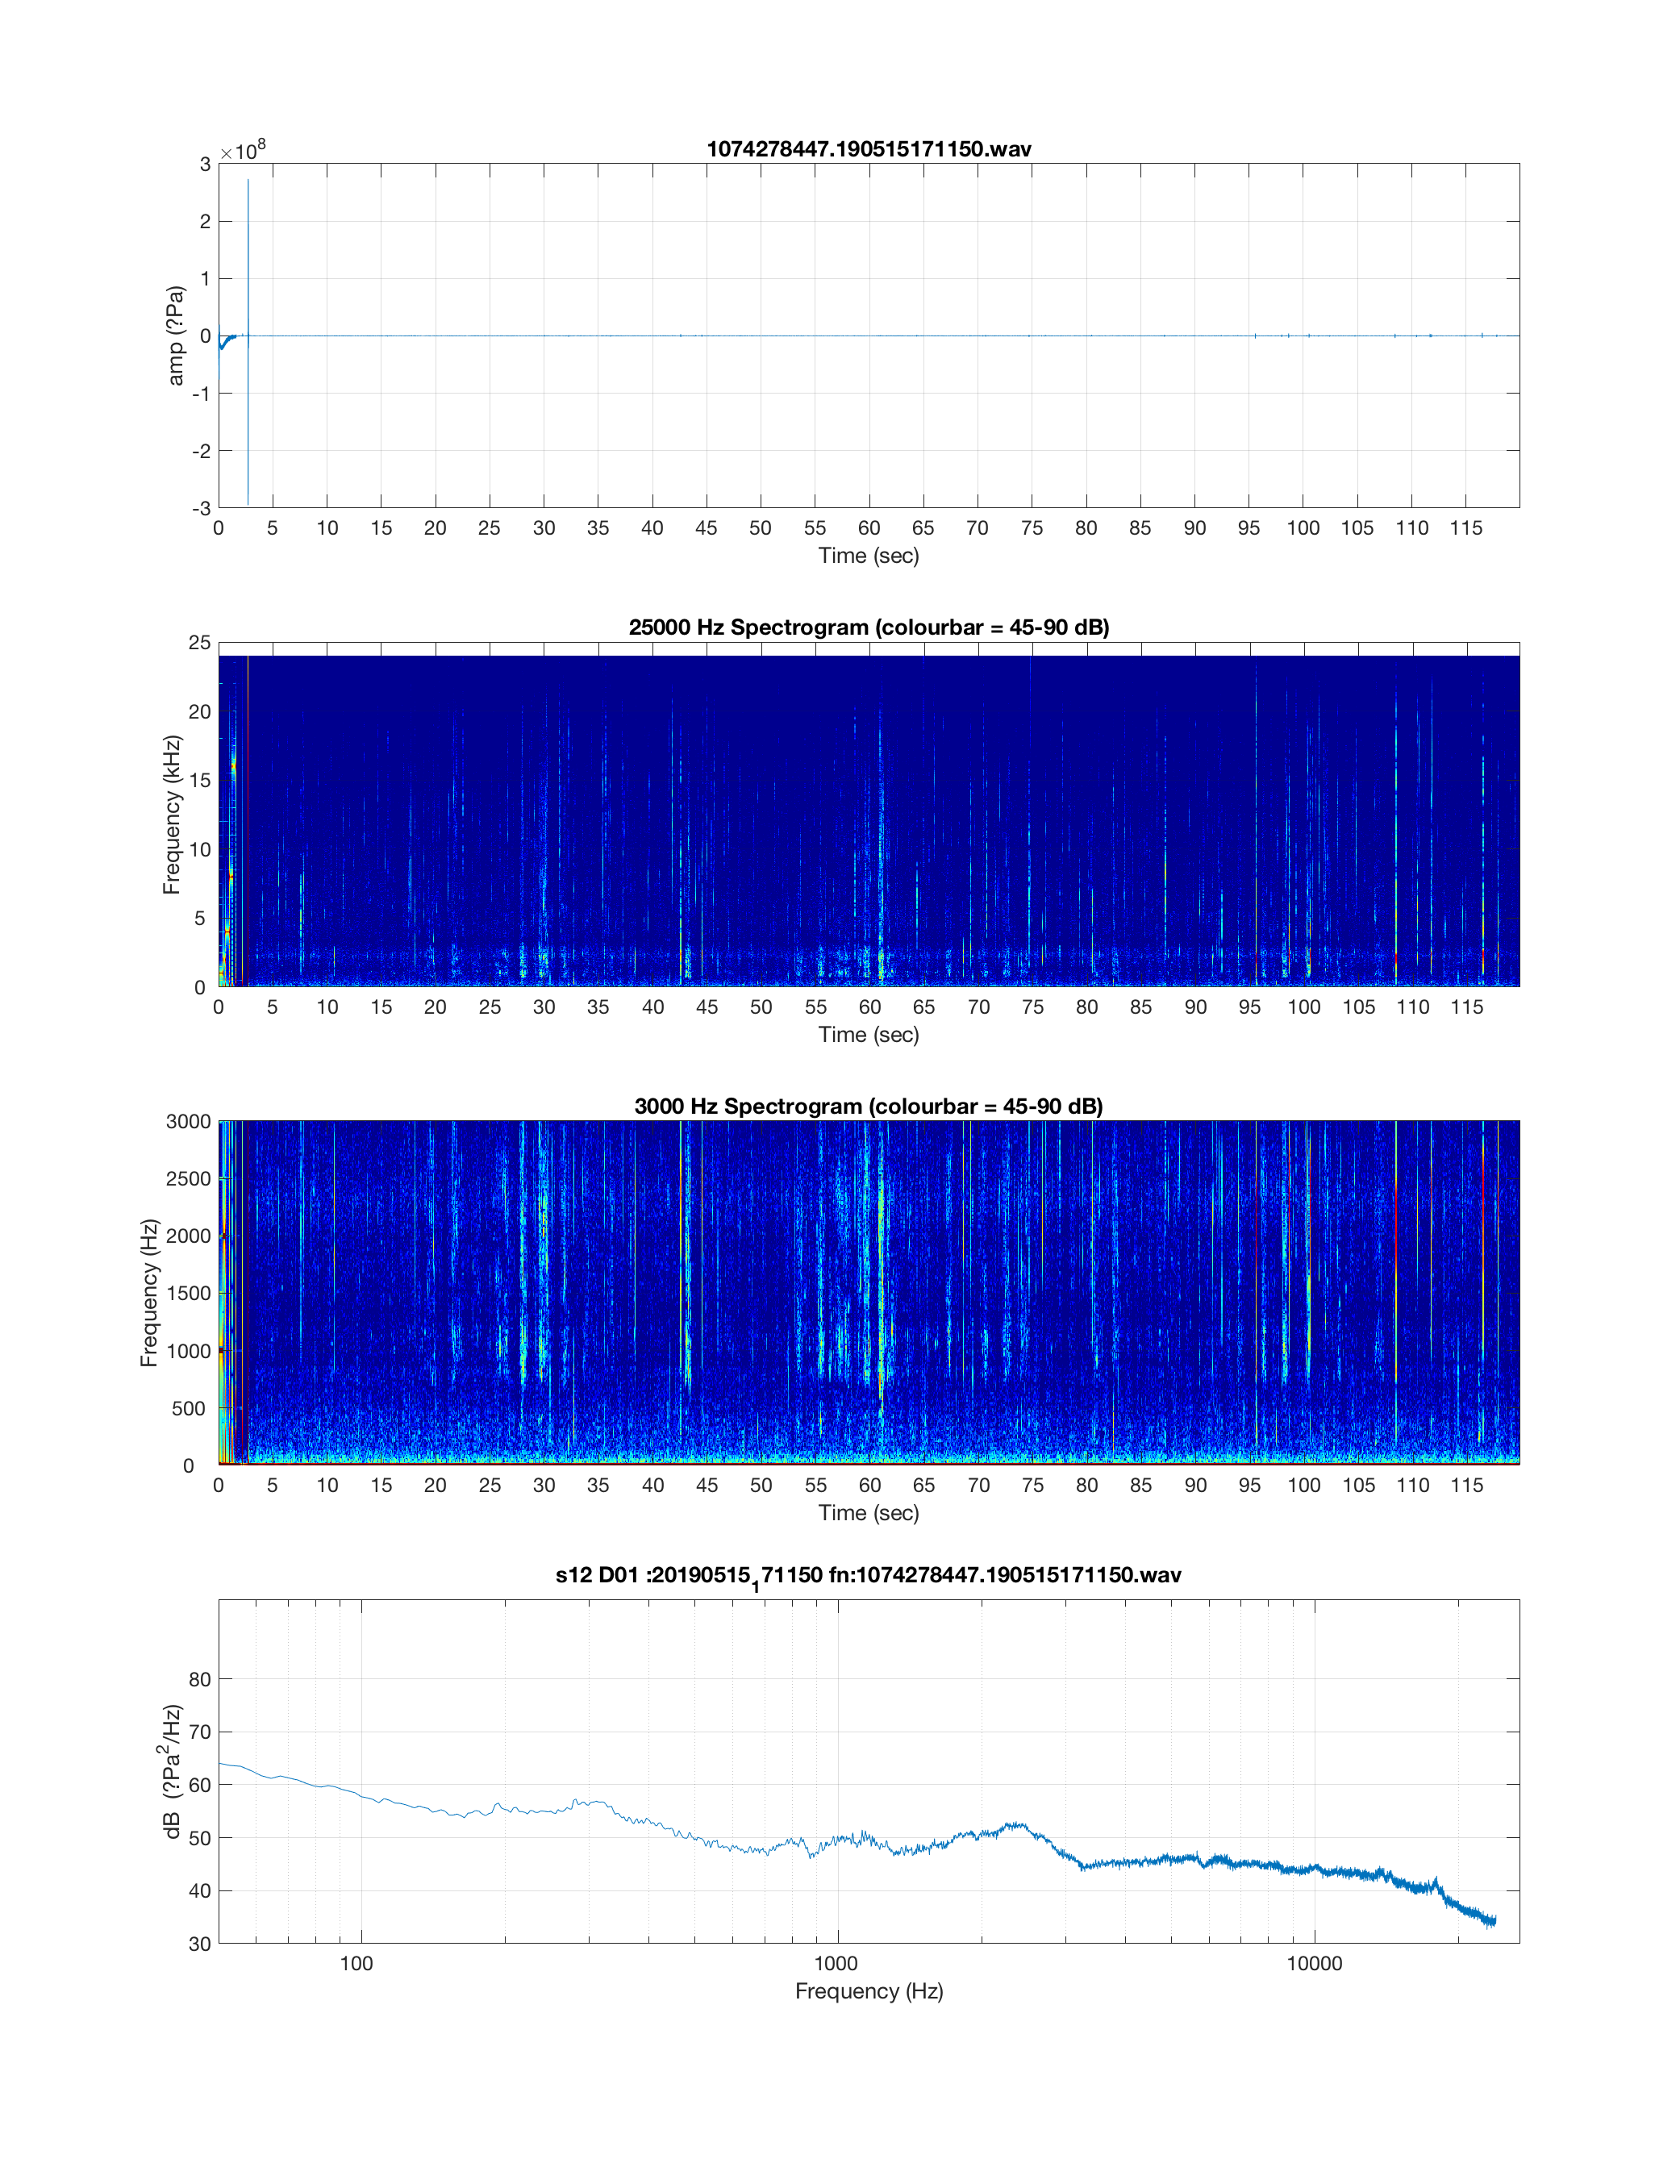 ×10^8
1074278447.190515171150.wav
3
2
1
0
-1
-2
-3
amp (?Pa)
0 5 10 15 20 25 30 35 40 45 50 55 60 65 70 75 80 85 90 95 100 105 110 115
Time (sec)
25000 Hz Spectrogram (colourbar = 45-90 dB)
25
20
15
10
5
0
Frequency (kHz)
0 5 10 15 20 25 30 35 40 45 50 55 60 65 70 75 80 85 90 95 100 105 110 115
Time (sec)
3000 Hz Spectrogram (colourbar = 45-90 dB)
3000
2500
2000
1500
1000
500
0
Frequency (Hz)
0 5 10 15 20 25 30 35 40 45 50 55 60 65 70 75 80 85 90 95 100 105 110 115
Time (sec)
s12 D01 :20190515_171150 fn:1074278447.190515171150.wav
80
70
60
50
40
30
dB (?Pa^2/Hz)
100 1000 10000
Frequency (Hz)